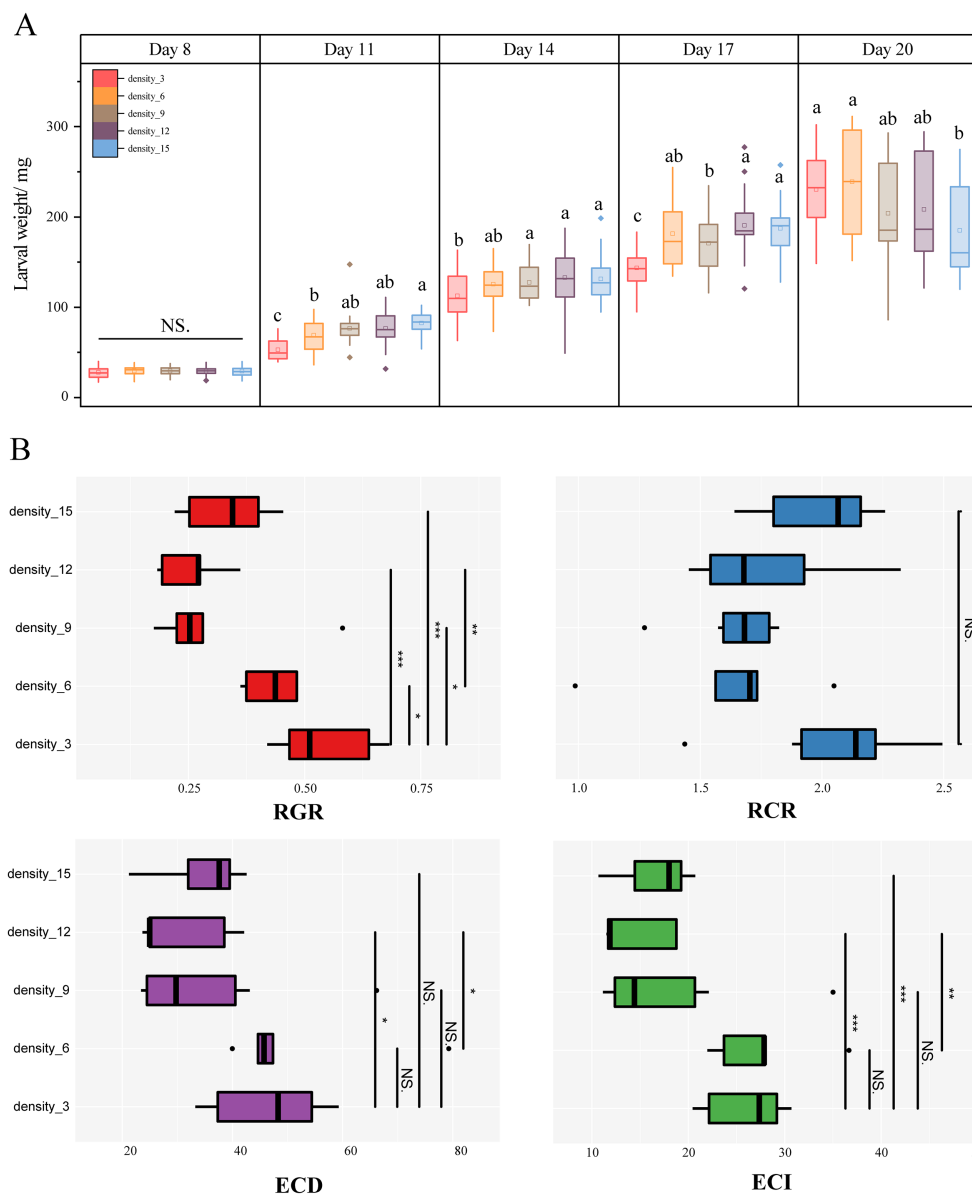 A
Day 8 Day 11 Day 14 Day 17 Day 20
density_3
density_6
density_9
density_12
density_15
Larval weight/ mg
300
200
100
0
NS.
c b ab ab a
b ab a a a
c ab b a a
a a ab ab b
B
density_15
density_12
density_9
density_6
density_3
***
*
***
*
**
0.25 0.50 0.75
RGR
NS.
1.0 1.5 2.0 2.5
RCR
density_15
density_12
density_9
density_6
density_3
*
NS.
NS.
NS.
*
20 40 60 80
ECD
***
NS.
***
NS.
**
10 20 30 40
ECI